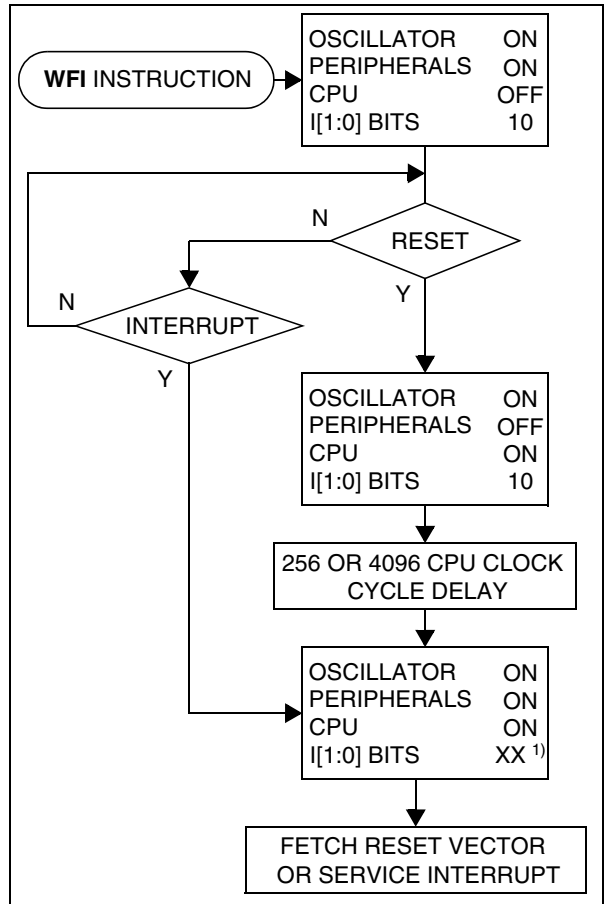 WFI INSTRUCTION
OSCILLATOR ON
PERIPHERALS ON
CPU OFF
I[1:0] BITS 10
N
RESET
N
INTERRUPT
Y
Y
OSCILLATOR ON
PERIPHERALS OFF
CPU ON
I[1:0] BITS 10
256 OR 4096 CPU CLOCK
CYCLE DELAY
OSCILLATOR ON
PERIPHERALS ON
CPU ON
I[1:0] BITS XX 1)
FETCH RESET VECTOR
OR SERVICE INTERRUPT